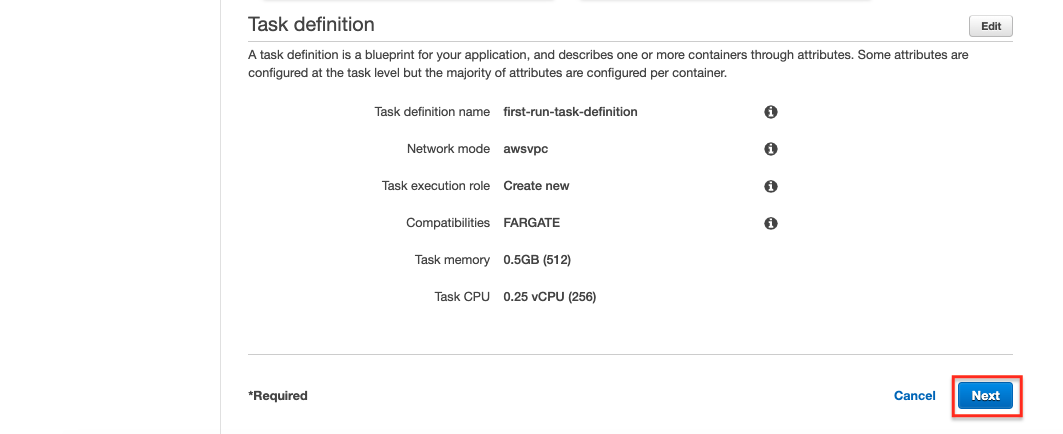 Task definition
Edit
A task definition is a blueprint for your application, and describes one or more containers through attributes. Some attributes are
configured at the task level but the majority of attributes are configured per container.
Task definition name first-run-task-definition
Network mode awsvpc
Task execution role Create new
Compatibilities FARGATE
Task memory 0.5GB (512)
Task CPU 0.25 vCPU (256)
*Required
Cancel
Next